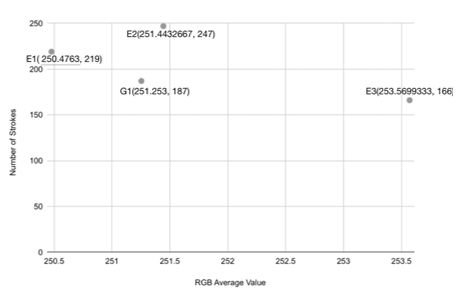 250
E2(251.4432667, 247)
E1( 250.4763, 219)
200
G1(251.253, 187)
E3(253.5699333, 166)
150
100
50
0
250.5 251 251.5 252 252.5 253 253.5
Number of Strokes
RGB Average Value